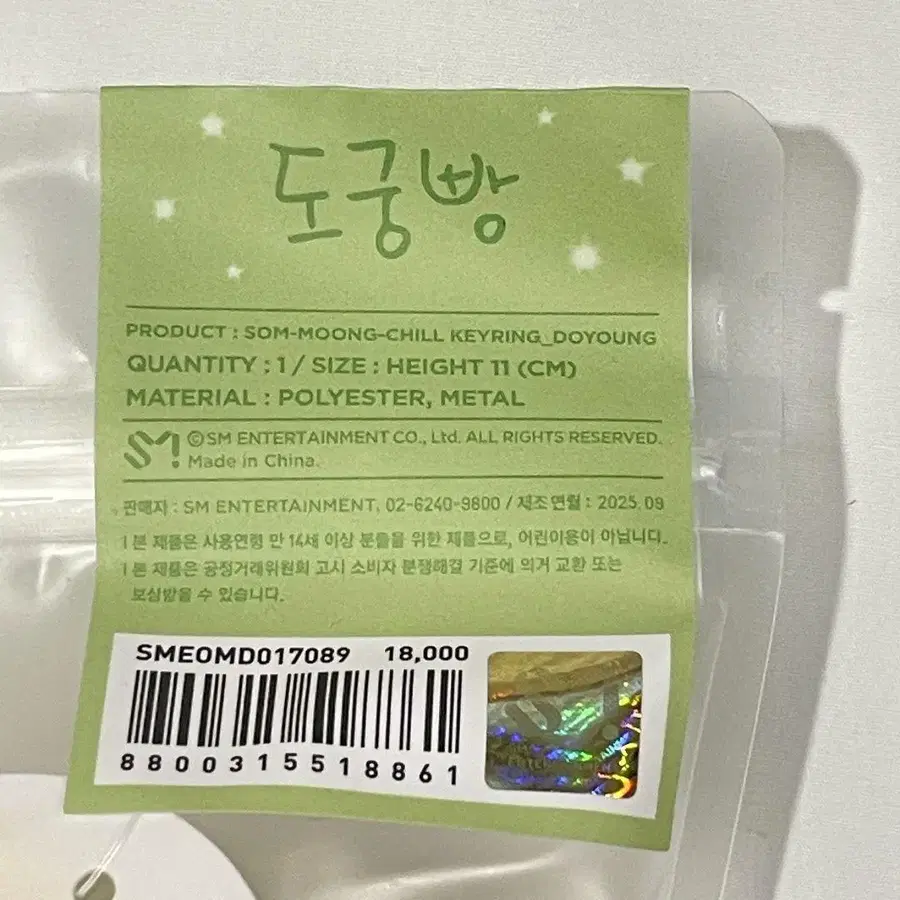 도궁빵
PRODUCT : SOM-MOONG-CHILL KEYRING_DOYOUNG
QUANTITY : 1 / SIZE : HEIGHT 11 (CM)
MATERIAL : POLYESTER, METAL
SM! ©SM ENTERTAINMENT CO., Ltd. ALL RIGHTS RESERVED.
Made in China.
판매자 : SM ENTERTAINMENT, 02-6240-9800 / 제조연월 : 2025.09
ㅣ본 제품은 사용연령 만 14세 이상 분들을 위한 제품으로, 어린이용이 아닙니다.
ㅣ본 제품은 공정거래위원회 고시 소비자 분쟁해결 기준에 의거 교환 또는
보상받을 수 있습니다.
SMEOMD017089 18,000
8800315518861